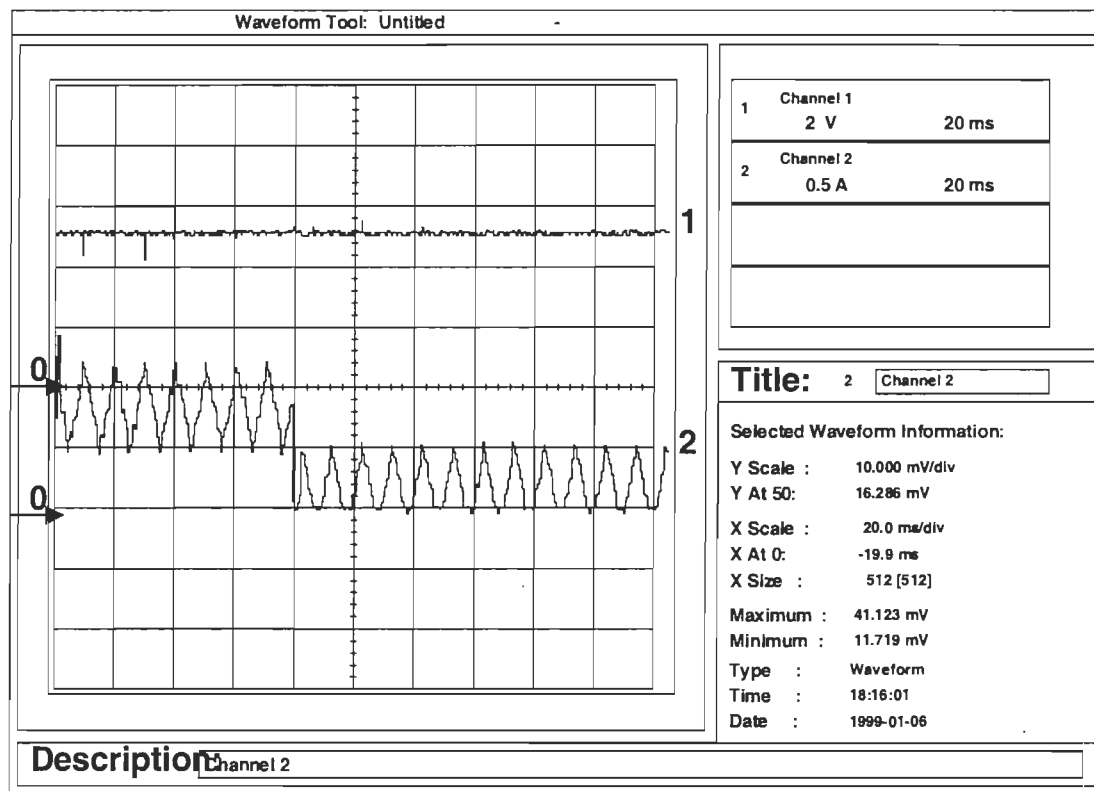 Waveform Tool: Untitled
1
2
0
0
1 Channel 1
2 V 20 ms
2 Channel 2
0.5 A 20 ms
Title: 2 Channel 2
Selected Waveform Information:
Y Scale : 10.000 mV/div
Y At 50: 16.286 mV
X Scale : 20.0 ms/div
X At 0: -19.9 ms
X Size : 512 [512]
Maximum : 41.123 mV
Minimum : 11.719 mV
Type : Waveform
Time : 18:16:01
Date : 1999-01-06
Description: Channel 2